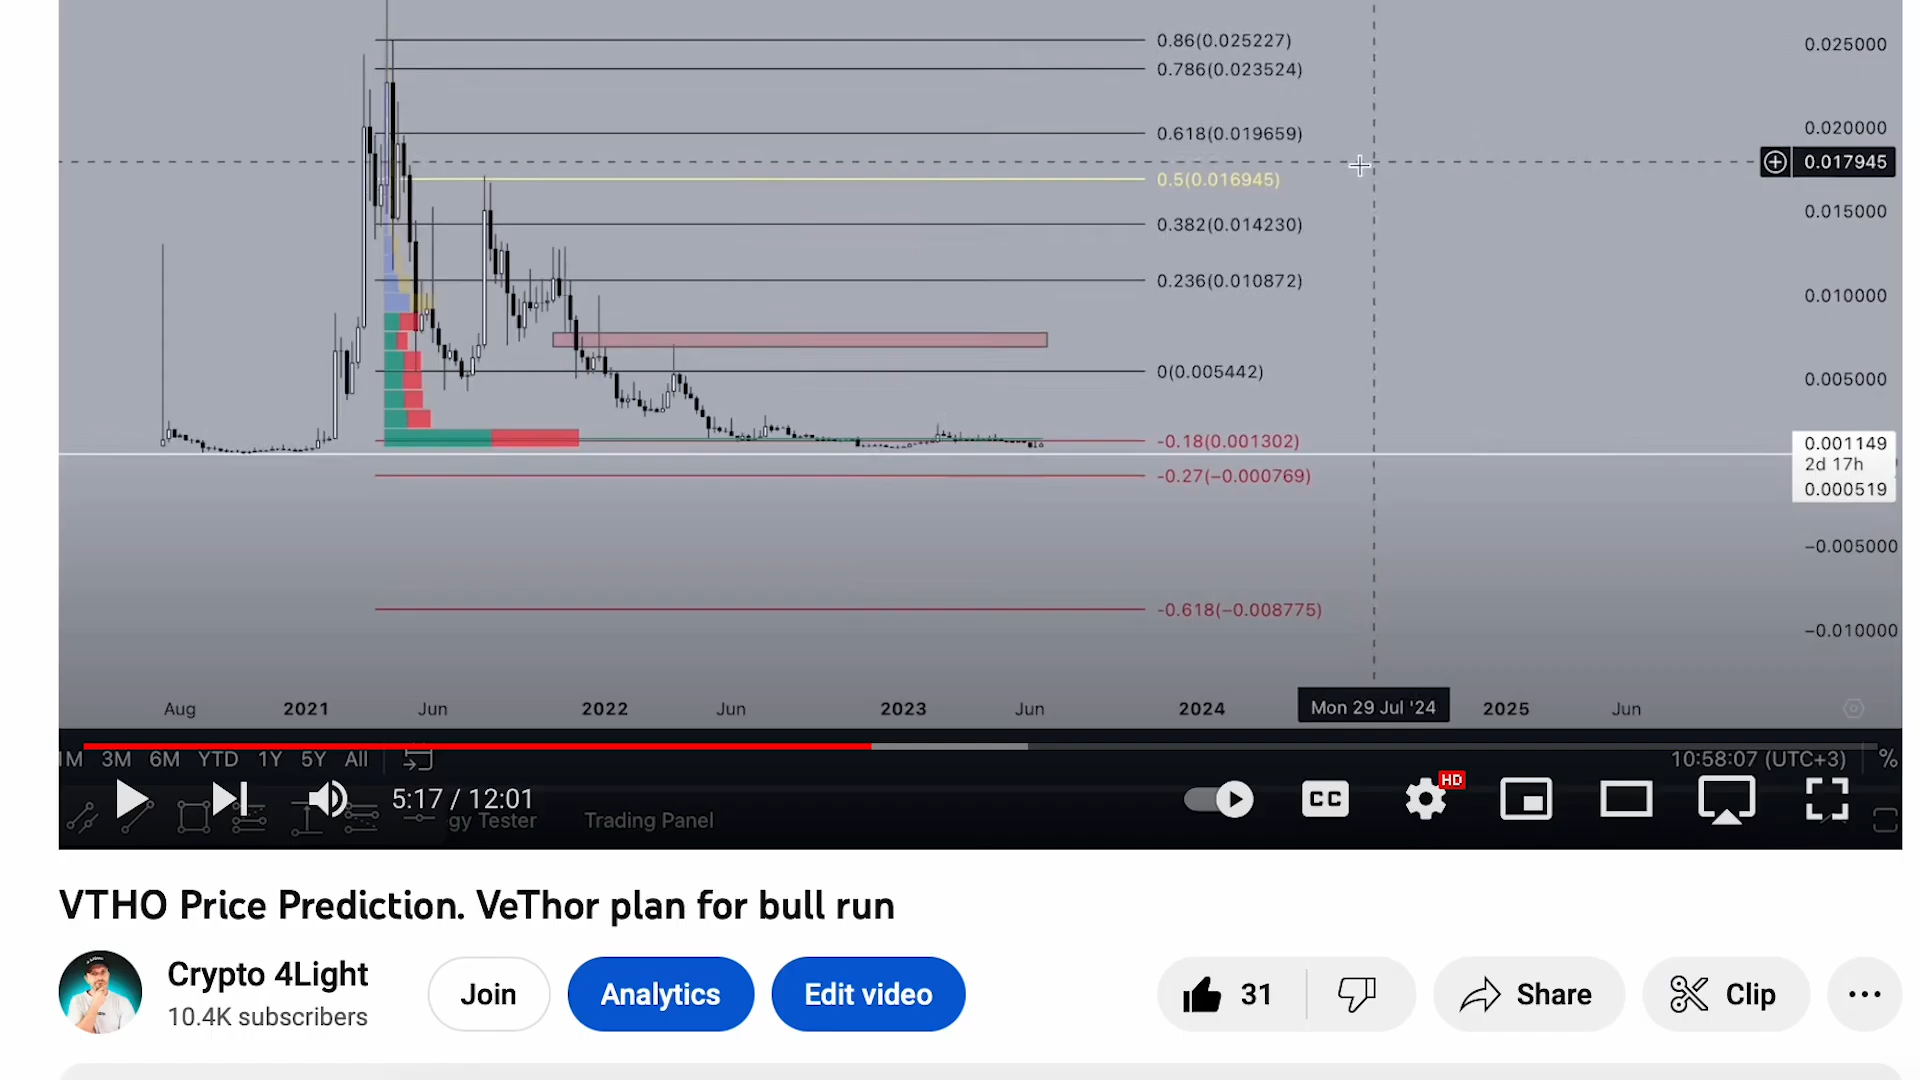 0.86(0.025227)
0.025000
0.786(0.023524)
0.020000
0.618(0.019659)
0.017945
0.5(0.016945)
0.015000
0.382(0.014230)
0.236(0.010872)
0.010000
0(0.005442)
0.005000
-0.18(0.001302)
0.001149
2d 17h
-0.27(−0.000769)
0.000519
−0.005000
-0.618(−0.008775)
−0.010000
Aug 2021 Jun 2022 Jun 2023 Jun 2024 Mon 29 Jul '24 2025 Jun
1M 3M 6M YTD 1Y 5Y All 10:58:07 (UTC+3) %
5:17 / 12:01 CC HD
gy Tester Trading Panel
VTHO Price Prediction. VeThor plan for bull run
Crypto 4Light
10.4K subscribers
Join Analytics Edit video 31 Share Clip